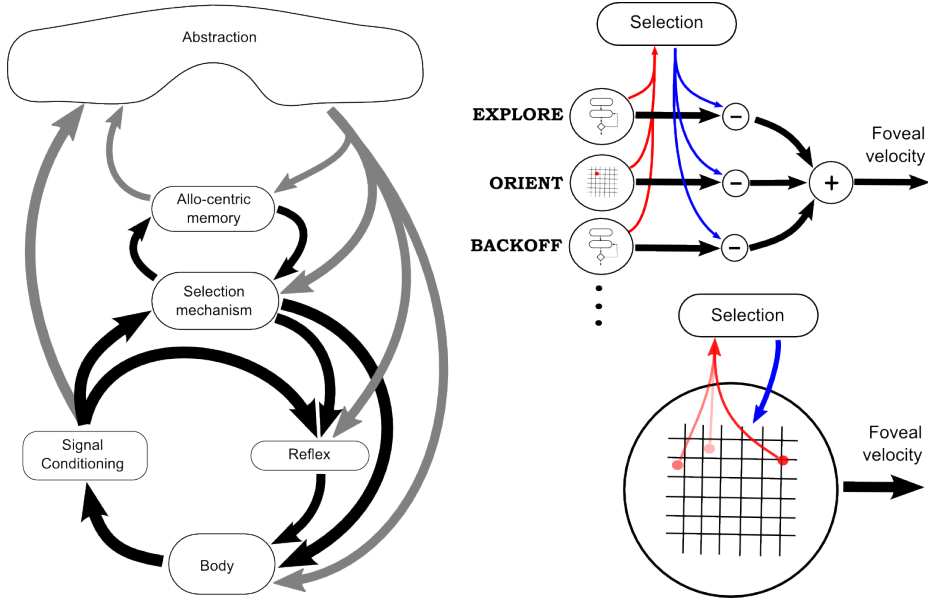 Abstraction
Allo-centric
memory
Selection
mechanism
Signal
Conditioning
Reflex
Body
Selection
EXPLORE
ORIENT
BACKOFF
−
−
−
+
Foveal
velocity
Selection
Foveal
velocity